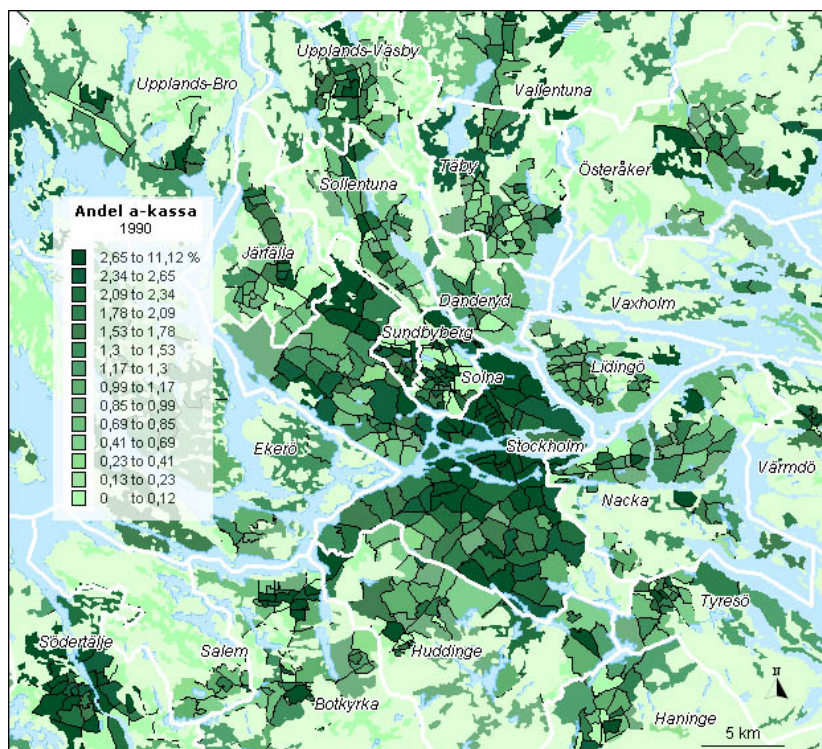 Upplands-Väsby
Upplands-Bro
Vallentuna
Täby
Österåker
Sollentuna
Andel a-kassa
1990
2,65 to 11,12 %
2,34 to 2,65
2,09 to 2,34
1,78 to 2,09
1,53 to 1,78
1,3 to 1,53
1,17 to 1,3
0,99 to 1,17
0,85 to 0,99
0,69 to 0,85
0,41 to 0,69
0,23 to 0,41
0,13 to 0,23
0 to 0,12
Järfälla
Danderyd
Vaxholm
Sundbyberg
Lidingö
Solna
Ekerö
Stockholm
Värmdö
Nacka
Tyresö
Södertälje
Salem
Huddinge
N
Botkyrka
Haninge
5 km